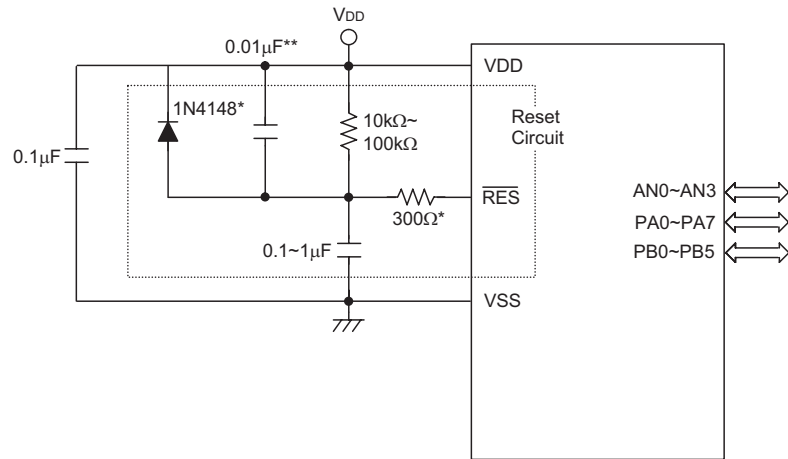 VDD
0.01μF**
VDD
1N4148*
10kΩ~
100kΩ
Reset
Circuit
0.1μF
AN0~AN3
RES
PA0~PA7
300Ω*
0.1~1μF
PB0~PB5
VSS